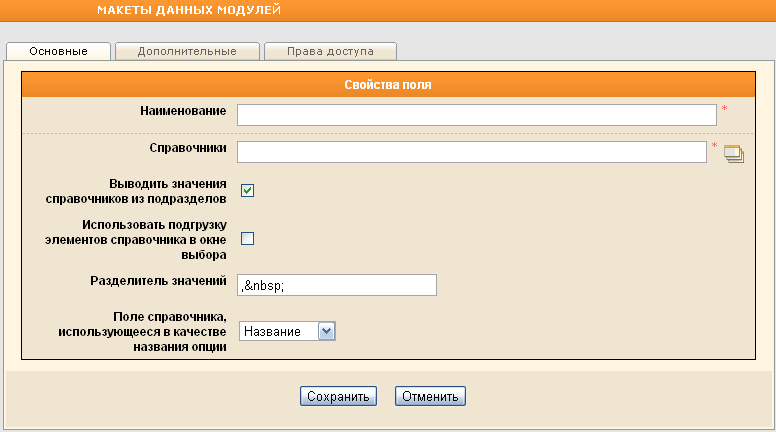 МАКЕТЫ ДАННЫХ МОДУЛЕЙ
Основные
Дополнительные
Права доступа
Свойства поля
Наименование
*
Справочники
*
Выводить значения
справочников из подразделов
Использовать подгрузку
элементов справочника в окне
выбора
Разделитель значений
,&nbsp;
Поле справочника,
использующееся в качестве
названия опции
Название
Сохранить
Отменить